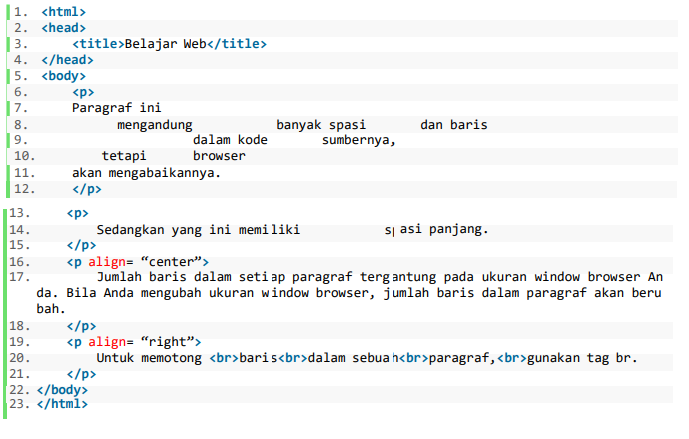 1. <html>
2. <head>
3. <title>Belajar Web</title>
4. </head>
5. <body>
6. <p>
7. Paragraf ini
8. mengandung banyak spasi dan baris
9. dalam kode sumbernya,
10. tetapi browser
11. akan mengabaikannya.
12. </p>
13. <p>
14. Sedangkan yang ini memiliki spasi panjang.
15. </p>
16. <p align= “center”>
17. Jumlah baris dalam setiap paragraf tergantung pada ukuran window browser An
da. Bila Anda mengubah ukuran window browser, jumlah baris dalam paragraf akan beru
bah.
18. </p>
19. <p align= “right”>
20. Untuk memotong <br>baris<br>dalam sebuah<br>paragraf,<br>gunakan tag br.
21. </p>
22. </body>
23. </html>